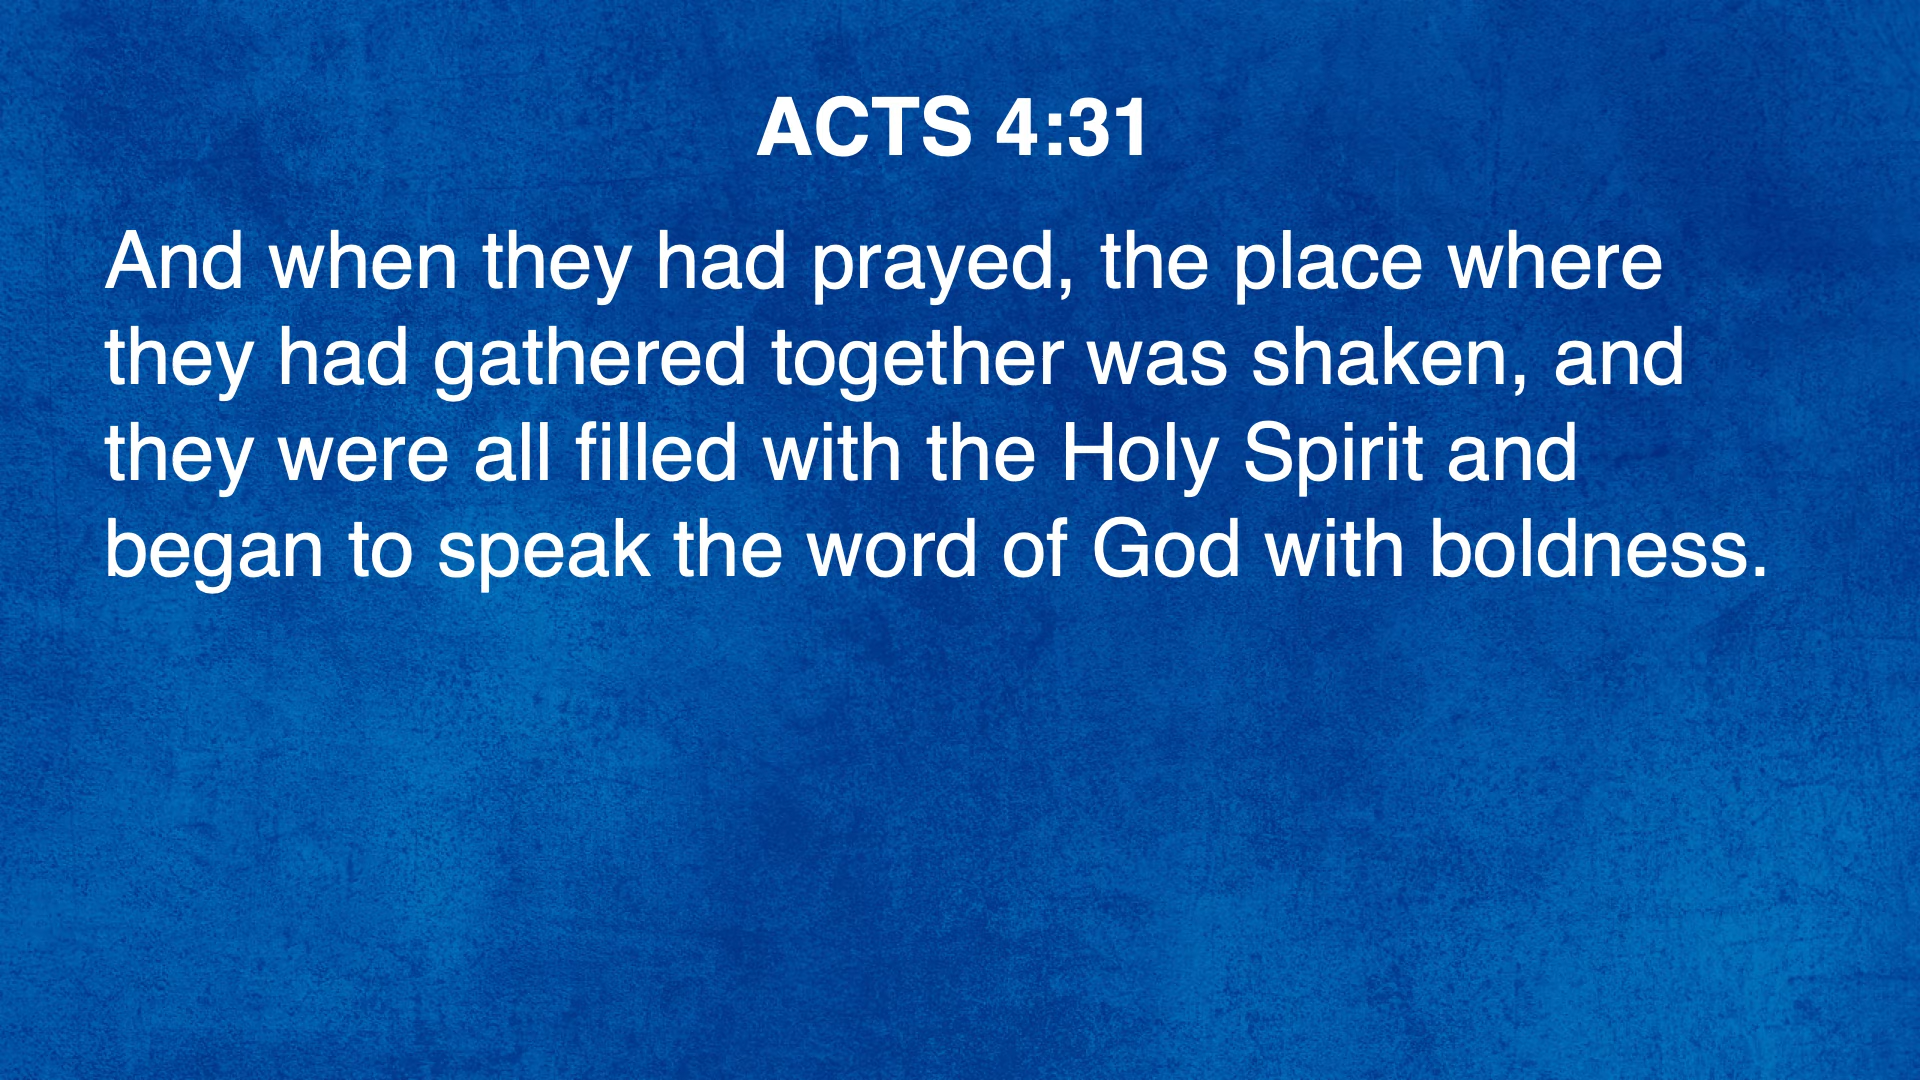 ACTS 4:31
And when they had prayed, the place where
they had gathered together was shaken, and
they were all filled with the Holy Spirit and
began to speak the word of God with boldness.